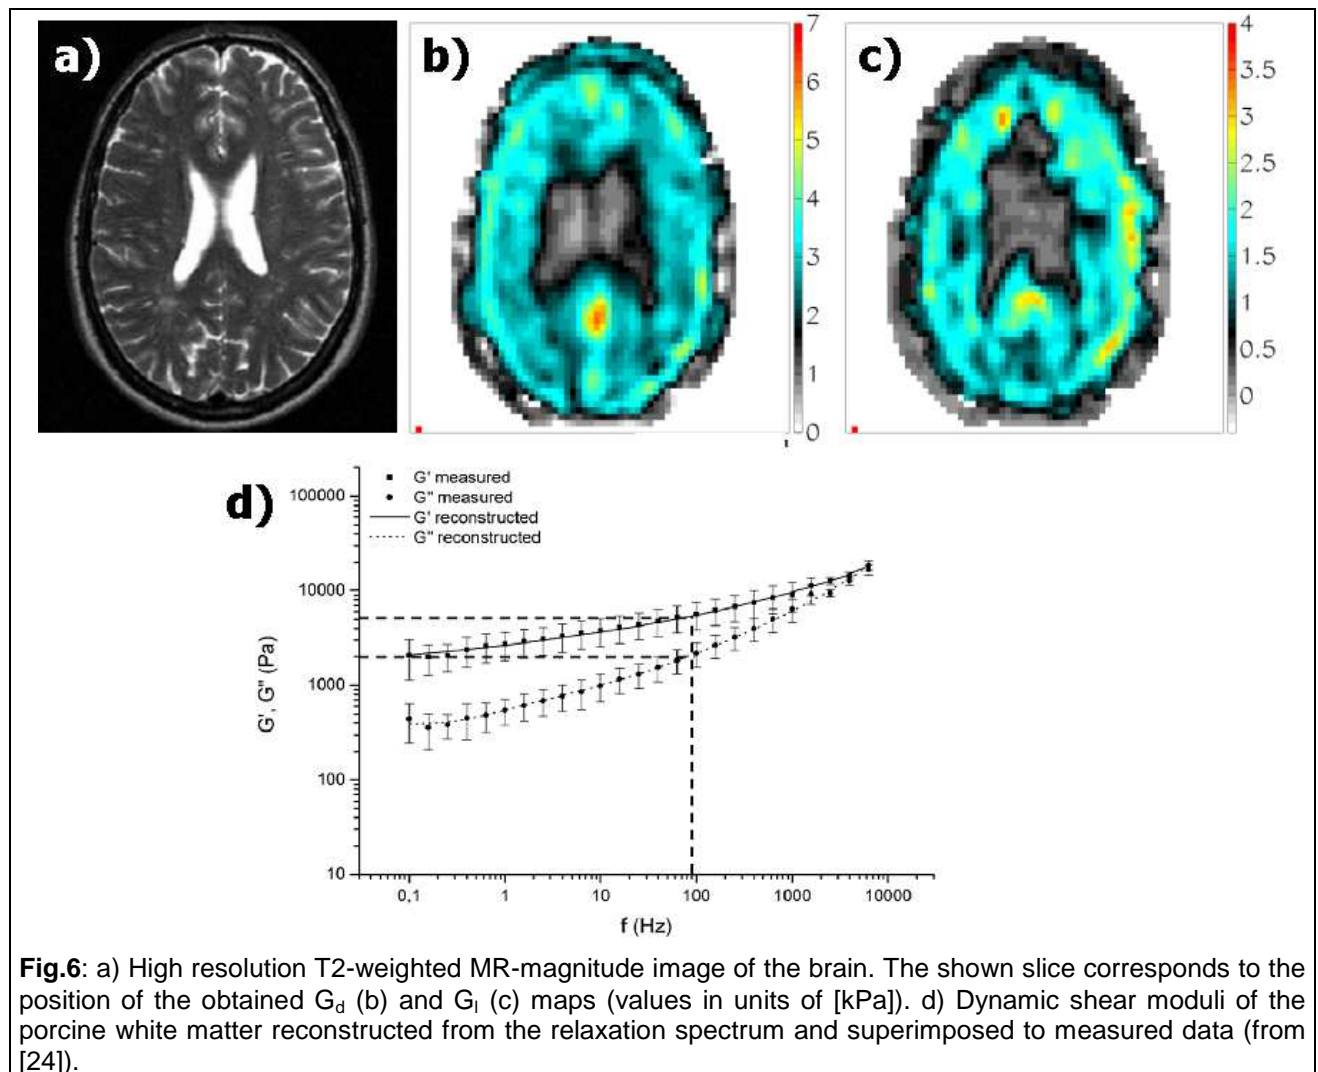 a)
b)
c)
7
6
5
4
3
2
1
0
4
3.5
3
2.5
2
1.5
1
0.5
0
d)
G' measured
G'' measured
G' reconstructed
G'' reconstructed
100000
10000
1000
100
10
G', G'' (Pa)
0,1 1 10 100 1000 10000
f (Hz)
Fig.6: a) High resolution T2-weighted MR-magnitude image of the brain. The shown slice corresponds to the
position of the obtained Gd (b) and Gl (c) maps (values in units of [kPa]). d) Dynamic shear moduli of the
porcine white matter reconstructed from the relaxation spectrum and superimposed to measured data (from
[24]).